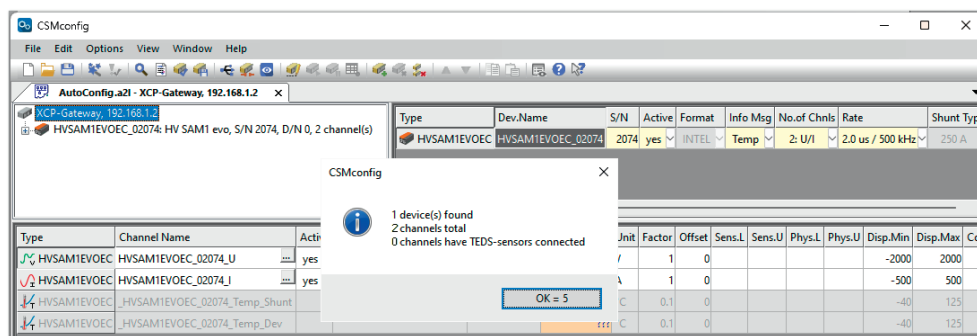 CSMconfig
File Edit Options View Window Help
AutoConfig.a2l - XCP-Gateway, 192.168.1.2 x
XCP-Gateway, 192.168.1.2
HVSAM1EVOEC_02074: HV SAM1 evo, S/N 2074, D/N 0, 2 channel(s)
Type Dev.Name S/N Active Format Info Msg No.of Chnls Rate Shunt Typ
HVSAM1EVOEC HVSAM1EVOEC_02074 2074 yes INTEL Temp 2: U/I 2.0 us / 500 kHz 250 A
CSMconfig
1 device(s) found
2 channels total
0 channels have TEDS-sensors connected
OK = 5
Type Channel Name Activ Unit Factor Offset Sens.L Sens.U Phys.L Phys.U Disp.Min Disp.Max Co
HVSAM1EVOEC HVSAM1EVOEC_02074_U ... yes V 1 0 -2000 2000
HVSAM1EVOEC HVSAM1EVOEC_02074_I ... yes A 1 0 -500 500
HVSAM1EVOEC _HVSAM1EVOEC_02074_Temp_Shunt °C 0.1 0 -40 125
HVSAM1EVOEC _HVSAM1EVOEC_02074_Temp_Dev °C 0.1 0 -40 125